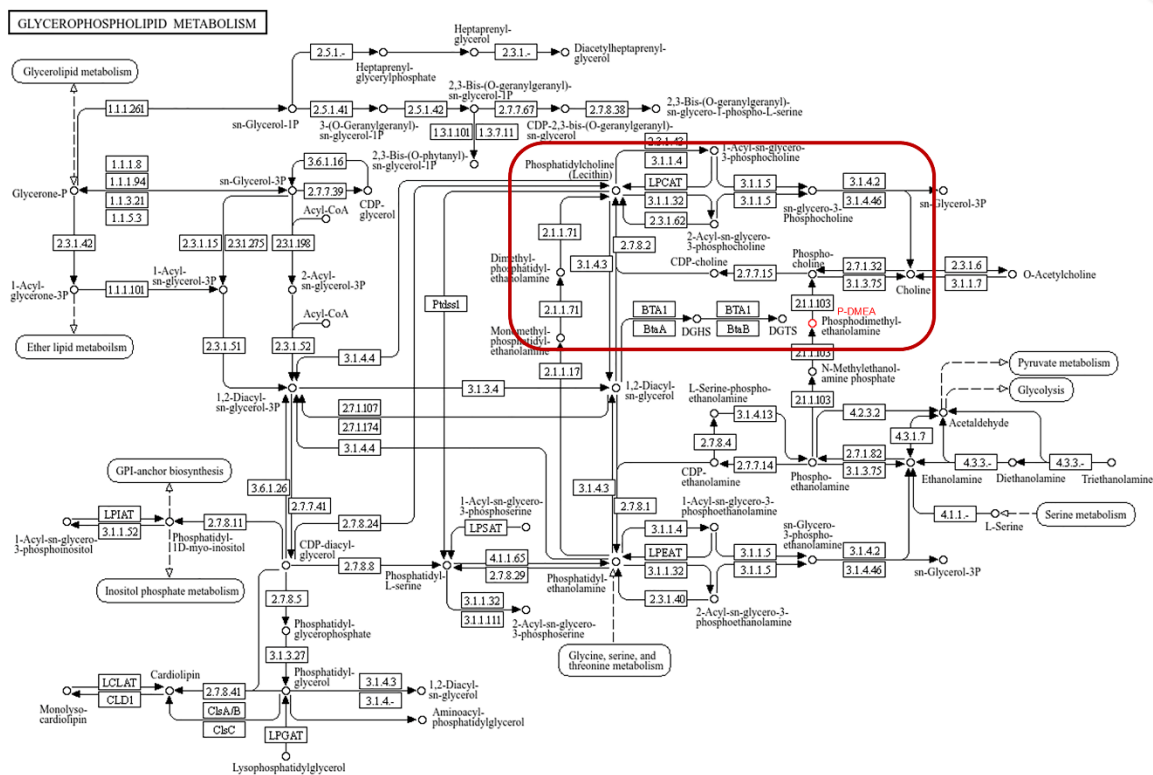 GLYCEROPHOSPHOLIPID METABOLISM
Heptaprenyl-
glycerol
2.5.1.-
2.3.1.-
Diacetylheptaprenyl-
glycerol
Heptaprenyl-
glycerylphosphate
Glycerolipid metabolism
2,3-Bis-(O-geranylgeranyl)-
sn-glycerol-1P
1.1.1.261
2.5.1.41
2.5.1.42
2.7.7.67
2.7.8.38
2,3-Bis-(O-geranylgeranyl)-
sn-glycero-1-phospho-L-serine
sn-Glycerol-1P
3-(O-Geranylgeranyl)-
sn-glycerol-1P
1.3.1.101
1.3.7.11
CDP-2,3-bis-(O-geranylgeranyl)-
sn-glycerol
2,3-Bis-(O-phytanyl)-
sn-glycerol-1P
2.3.1.43
1-Acyl-sn-glycero-
3-phosphocholine
Phosphatidylcholine
(Lecithin)
3.1.1.4
1.1.1.8
1.1.1.94
1.1.3.21
1.1.5.3
Glycerone-P
sn-Glycerol-3P
3.6.1.16
2.7.7.39
CDP-
glycerol
LPCAT
3.1.1.32
2.3.1.62
3.1.1.5
3.1.1.5
sn-glycero-3-
Phosphocholine
3.1.4.2
3.1.4.46
sn-Glycerol-3P
Acyl-CoA
2.3.1.42
2.3.1.15
2.3.1.275
2.3.1.198
2.1.1.71
2.7.8.2
2-Acyl-sn-glycero-
3-phosphocholine
3.1.4.3
Dimethyl-
phosphatidyl-
ethanolamine
CDP-choline
2.7.7.15
Phospho-
choline
2.7.1.32
3.1.3.75
Choline
2.3.1.6
3.1.1.7
O-Acetylcholine
1-Acyl-
sn-glycerol-3P
2-Acyl-
sn-glycerol-3P
1-Acyl-
glycerone-3P
1.1.1.101
Ptdss1
2.1.1.71
BTA1
BTA1
BtaA
BtaB
DGHS
DGTS
2.1.1.103
P-DMEA
Phosphodimethyl-
ethanolamine
Acyl-CoA
Ether lipid metaboilsm
2.3.1.51
2.3.1.52
3.1.4.4
Monomethyl-
phosphatidyl-
ethanolamine
2.1.1.17
2.1.1.103
N-Methylethanol-
amine phosphate
Pyruvate metabolism
Glycolysis
1,2-Diacyl-
sn-glycerol-3P
3.1.3.4
1,2-Diacyl-
sn-glycerol
2.1.1.103
2.7.1.107
2.7.1.174
3.1.4.4
L-Serine-phospho-
ethanolamine
3.1.4.13
4.2.3.2
Acetaldehyde
2.7.8.4
4.3.1.7
GPI-anchor biosynthesis
CDP-
ethanolamine
2.7.7.14
Phospho-
ethanolamine
2.7.1.82
3.1.3.75
4.3.3.-
4.3.3.-
Ethanolamine
Diethanolamine
Triethanolamine
3.6.1.26
2.7.7.41
3.1.4.3
2.7.8.1
1-Acyl-sn-glycero-
3-phosphoinositol
LPIAT
3.1.1.52
2.7.8.11
Phosphatidyl-
1D-myo-inositol
2.7.8.24
1-Acyl-sn-glycero-
3-phosphoserine
LPSAT
1-Acyl-sn-glycero-3-
phosphoethanolamine
4.1.1.-
L-Serine
Serine metabolism
3.1.1.4
LPEAT
3.1.1.32
2.3.1.40
sn-Glycero-
3-phospho-
ethanolamine
3.1.1.5
3.1.1.5
3.1.4.2
3.1.4.46
sn-Glycerol-3P
CDP-diacyl-
glycerol
2.7.8.8
Phosphatidyl-
L-serine
4.1.1.65
2.7.8.29
Phosphatidyl-
ethanolamine
Inositol phosphate metabolism
2.7.8.5
3.1.1.32
3.1.1.111
2-Acyl-sn-glycero-
3-phosphoserine
2-Acyl-sn-glycero-3-
phosphoethanolamine
Phosphatidyl-
glycerophosphate
3.1.3.27
Glycine, serine, and
threonine metabolism
Monolyso-
cardiolipin
LCLAT
CLD1
Cardiolipin
2.7.8.41
ClsA/B
ClsC
Phosphatidyl-
glycerol
3.1.4.3
3.1.4.-
1,2-Diacyl-
sn-glycerol
Aminoacyl-
phosphatidylglycerol
LPGAT
Lysophosphatidylglycerol